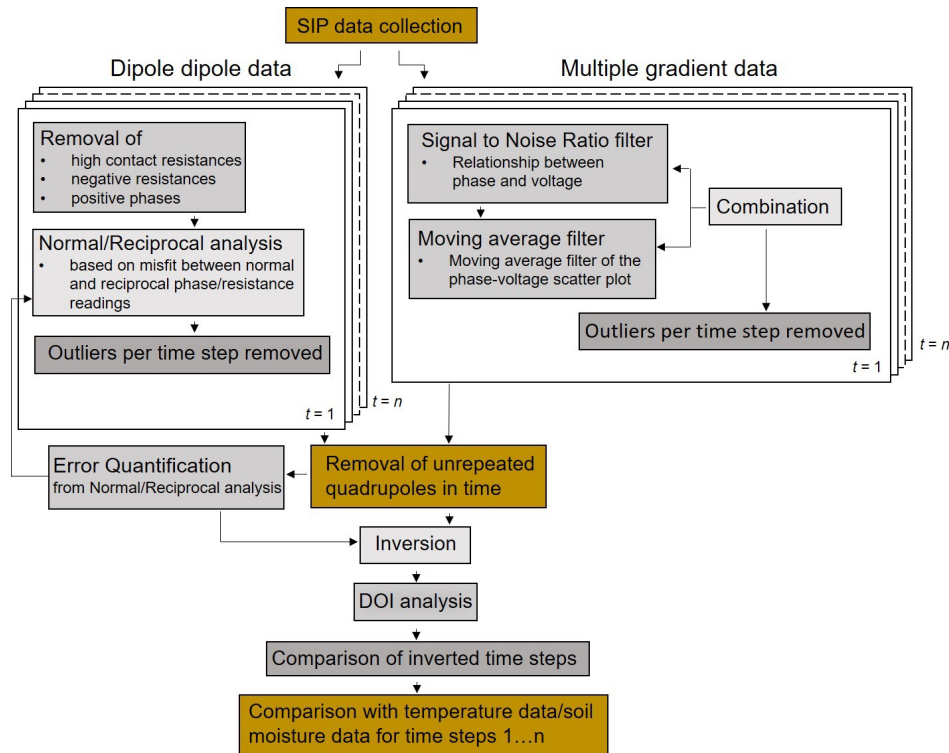 SIP data collection
Dipole dipole data
Removal of
• high contact resistances
• negative resistances
• positive phases
Normal/Reciprocal analysis
• based on misfit between normal
and reciprocal phase/resistance
readings
Outliers per time step removed
t = 1
t = n
Multiple gradient data
Signal to Noise Ratio filter
• Relationship between
phase and voltage
Moving average filter
• Moving average filter of the
phase-voltage scatter plot
Combination
Outliers per time step removed
t = 1
t = n
Error Quantification
from Normal/Reciprocal analysis
Removal of unrepeated
quadrupoles in time
Inversion
DOI analysis
Comparison of inverted time steps
Comparison with temperature data/soil
moisture data for time steps 1…n